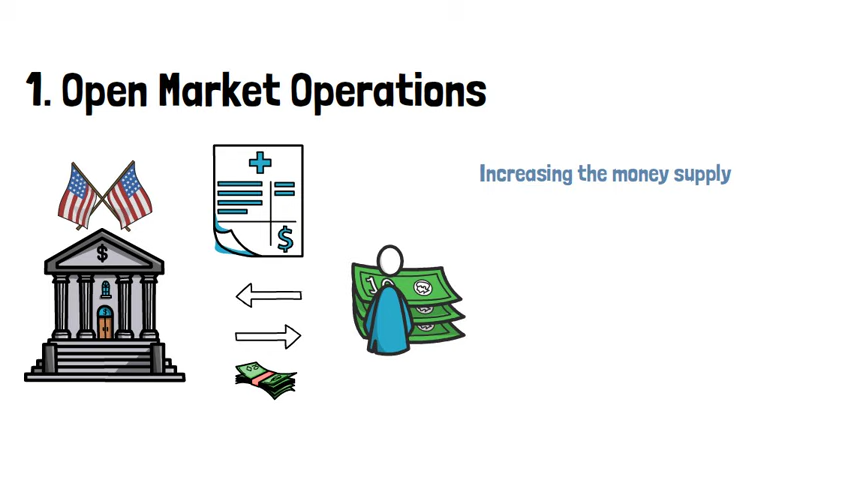 1. Open Market Operations
Increasing the money supply
$
$